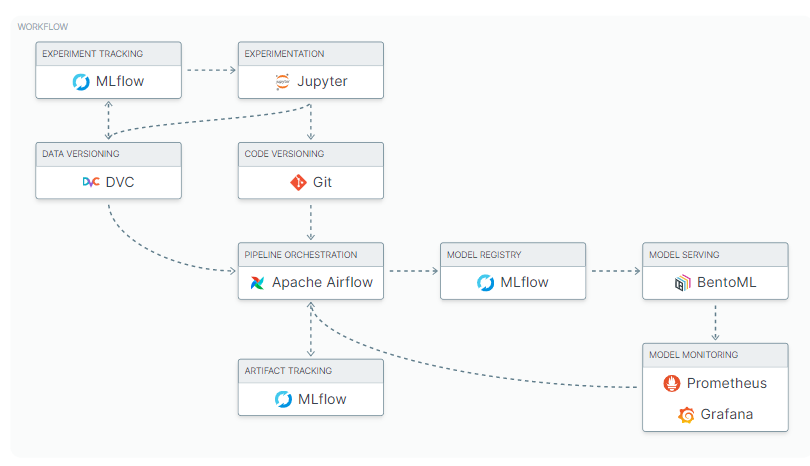 WORKFLOW
EXPERIMENT TRACKING
MLflow
EXPERIMENTATION
Jupyter
DATA VERSIONING
DVC DVC
CODE VERSIONING
Git
PIPELINE ORCHESTRATION
Apache Airflow
MODEL REGISTRY
MLflow
MODEL SERVING
BentoML
ARTIFACT TRACKING
MLflow
MODEL MONITORING
Prometheus
Grafana